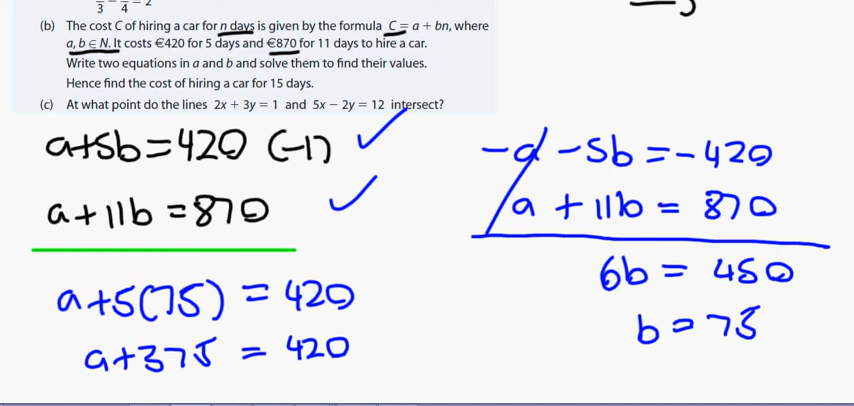 3 4 2
(b) The cost C of hiring a car for n days is given by the formula C = a + bn, where
a, b ∈ N. It costs €420 for 5 days and €870 for 11 days to hire a car.
Write two equations in a and b and solve them to find their values.
Hence find the cost of hiring a car for 15 days.
(c) At what point do the lines 2x + 3y = 1 and 5x − 2y = 12 intersect?
a+5b=420 (-1)
a+11b=870
a+5(75) = 420
a+375 = 420
-a-5b=-420
a+11b = 870
6b = 450
b=75